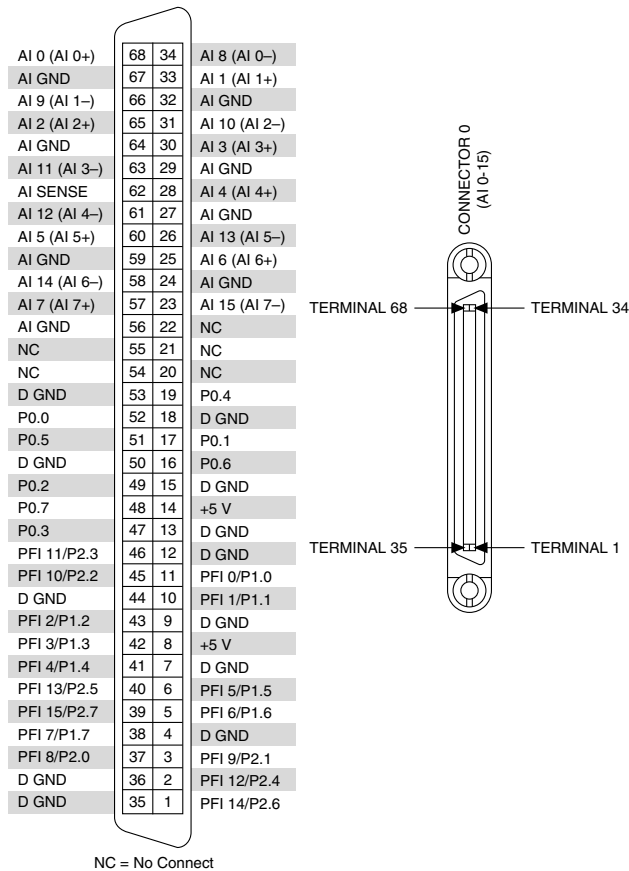 AI 0 (AI 0+) 68 34 AI 8 (AI 0–)
AI GND 67 33 AI 1 (AI 1+)
AI 9 (AI 1–) 66 32 AI GND
AI 2 (AI 2+) 65 31 AI 10 (AI 2–)
AI GND 64 30 AI 3 (AI 3+)
AI 11 (AI 3–) 63 29 AI GND
AI SENSE 62 28 AI 4 (AI 4+)
AI 12 (AI 4–) 61 27 AI GND
AI 5 (AI 5+) 60 26 AI 13 (AI 5–)
AI GND 59 25 AI 6 (AI 6+)
AI 14 (AI 6–) 58 24 AI GND
AI 7 (AI 7+) 57 23 AI 15 (AI 7–)
AI GND 56 22 NC
NC 55 21 NC
NC 54 20 NC
D GND 53 19 P0.4
P0.0 52 18 D GND
P0.5 51 17 P0.1
D GND 50 16 P0.6
P0.2 49 15 D GND
P0.7 48 14 +5 V
P0.3 47 13 D GND
PFI 11/P2.3 46 12 D GND
PFI 10/P2.2 45 11 PFI 0/P1.0
D GND 44 10 PFI 1/P1.1
PFI 2/P1.2 43 9 D GND
PFI 3/P1.3 42 8 +5 V
PFI 4/P1.4 41 7 D GND
PFI 13/P2.5 40 6 PFI 5/P1.5
PFI 15/P2.7 39 5 PFI 6/P1.6
PFI 7/P1.7 38 4 D GND
PFI 8/P2.0 37 3 PFI 9/P2.1
D GND 36 2 PFI 12/P2.4
D GND 35 1 PFI 14/P2.6
NC = No Connect
CONNECTOR 0
(AI 0-15)
TERMINAL 68 TERMINAL 34
TERMINAL 35 TERMINAL 1